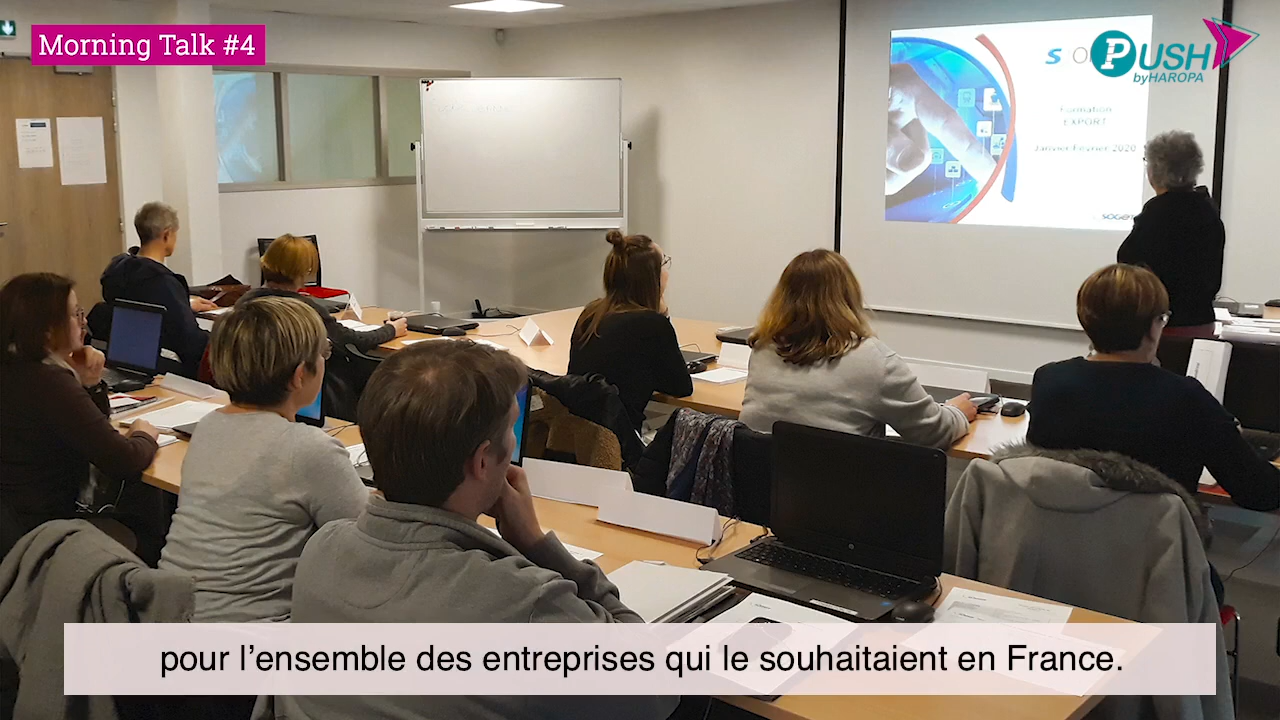 Morning Talk #4
PUSH
byHAROPA
Formation
EXPORT
Janvier-Février 2020
pour l’ensemble des entreprises qui le souhaitaient en France.